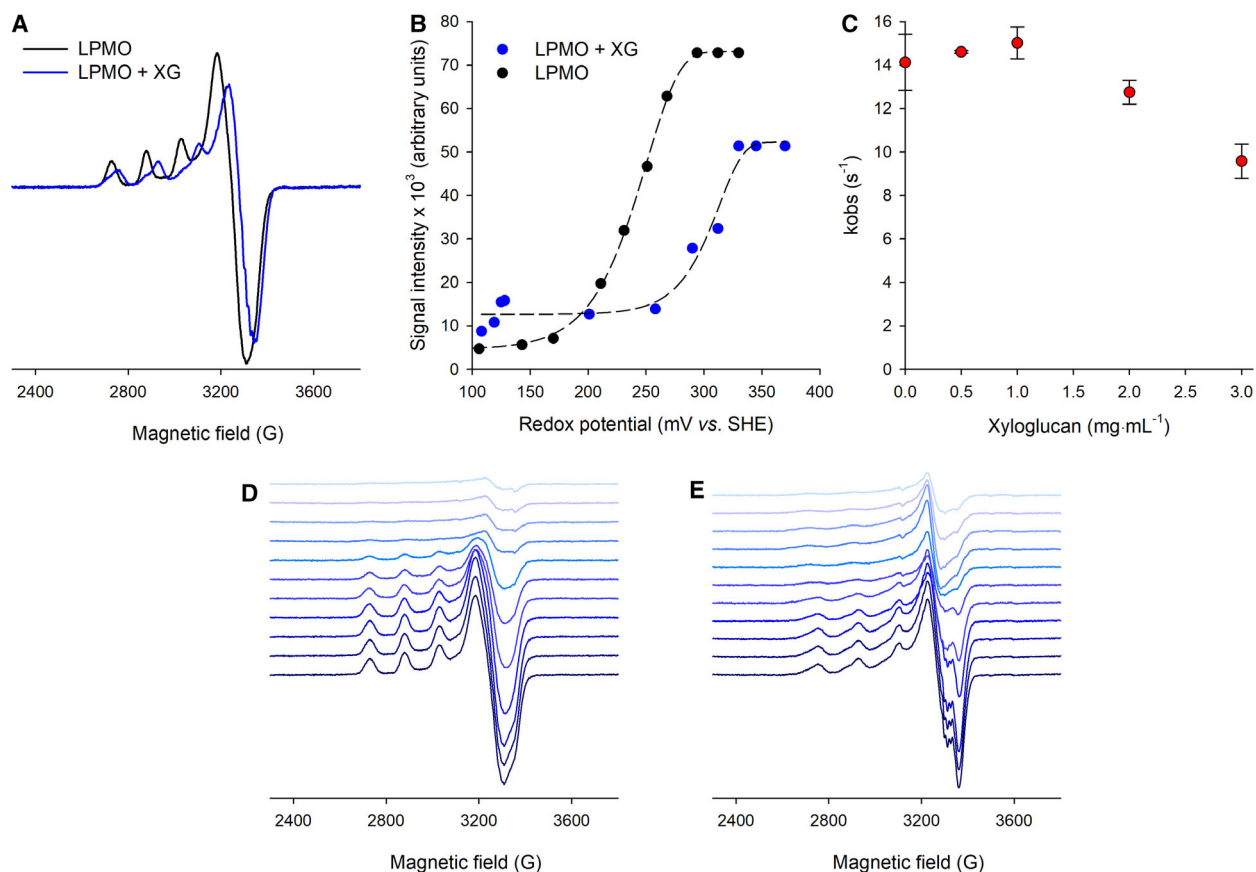 A
LPMO
LPMO + XG
2400 2800 3200 3600
Magnetic field (G)
B
LPMO + XG
LPMO
Signal intensity x 10³ (arbitrary units)
80
70
60
50
40
30
20
10
0
100 150 200 250 300 350 400
Redox potential (mV vs. SHE)
C
kobs (s⁻¹)
16
14
12
10
8
6
4
2
0
0.0 0.5 1.0 1.5 2.0 2.5 3.0
Xyloglucan (mg·mL⁻¹)
D
2400 2800 3200 3600
Magnetic field (G)
E
2400 2800 3200 3600
Magnetic field (G)